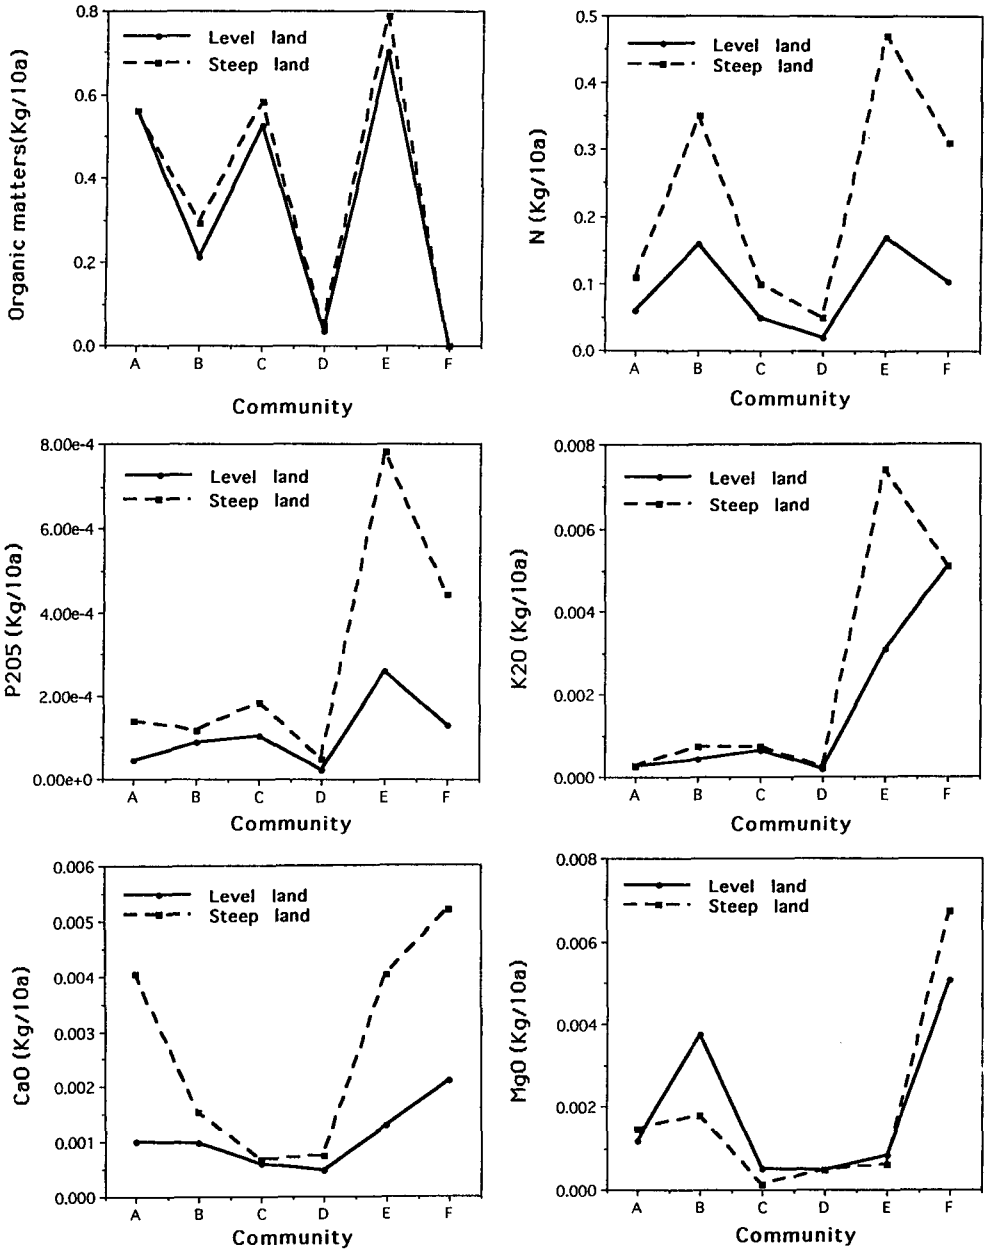 Organic matters(Kg/10a)
0.8
0.6
0.4
0.2
0.0
Level land
Steep land
A B C D E F
Community
N (Kg/10a)
0.5
0.4
0.3
0.2
0.1
0.0
Level land
Steep land
A B C D E F
Community
P2O5 (Kg/10a)
8.00e-4
6.00e-4
4.00e-4
2.00e-4
0.00e+0
Level land
Steep land
A B C D E F
Community
K2O (Kg/10a)
0.008
0.006
0.004
0.002
0.000
Level land
Steep land
A B C D E F
Community
CaO (Kg/10a)
0.006
0.005
0.004
0.003
0.002
0.001
0.000
Level land
Steep land
A B C D E F
Community
MgO (Kg/10a)
0.008
0.006
0.004
0.002
0.000
Level land
Steep land
A B C D E F
Community